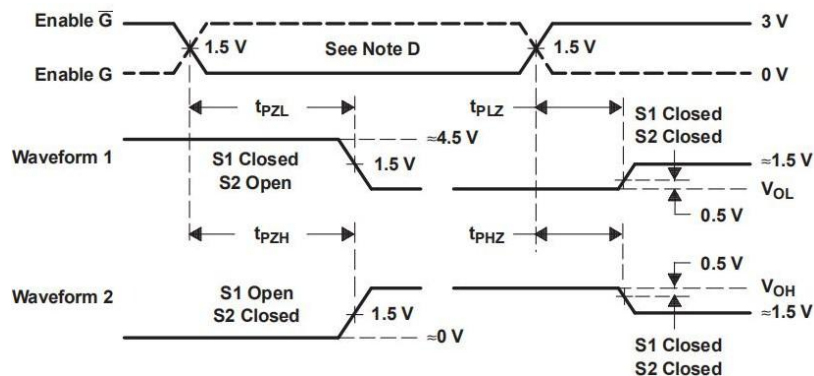 Enable G̅
3 V
1.5 V
See Note D
1.5 V
Enable G
0 V
tPZL
tPLZ
S1 Closed
S2 Closed
≈4.5 V
Waveform 1
S1 Closed
S2 Open
1.5 V
≈1.5 V
VOL
0.5 V
tPZH
tPHZ
0.5 V
Waveform 2
S1 Open
S2 Closed
1.5 V
VOH
≈1.5 V
≈0 V
S1 Closed
S2 Closed